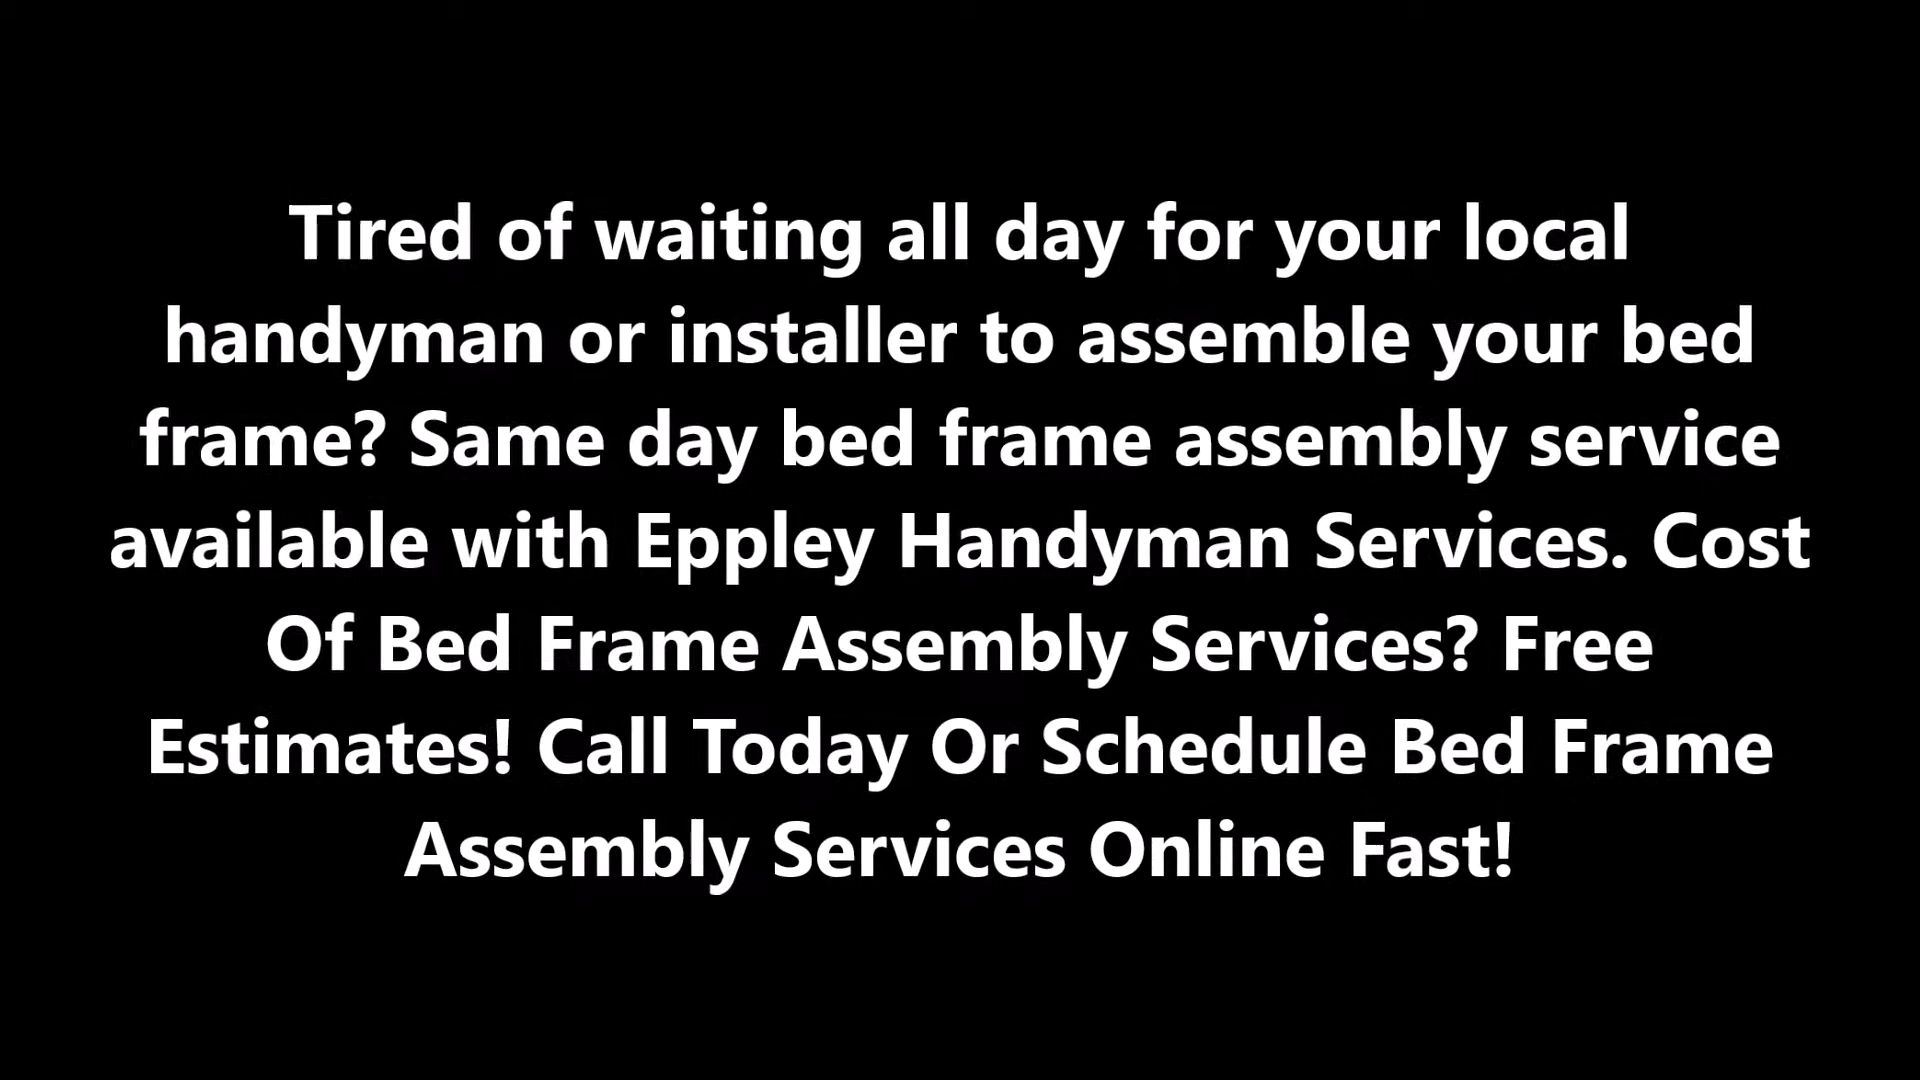 Tired of waiting all day for your local
handyman or installer to assemble your bed
frame? Same day bed frame assembly service
available with Eppley Handyman Services. Cost
Of Bed Frame Assembly Services? Free
Estimates! Call Today Or Schedule Bed Frame
Assembly Services Online Fast!